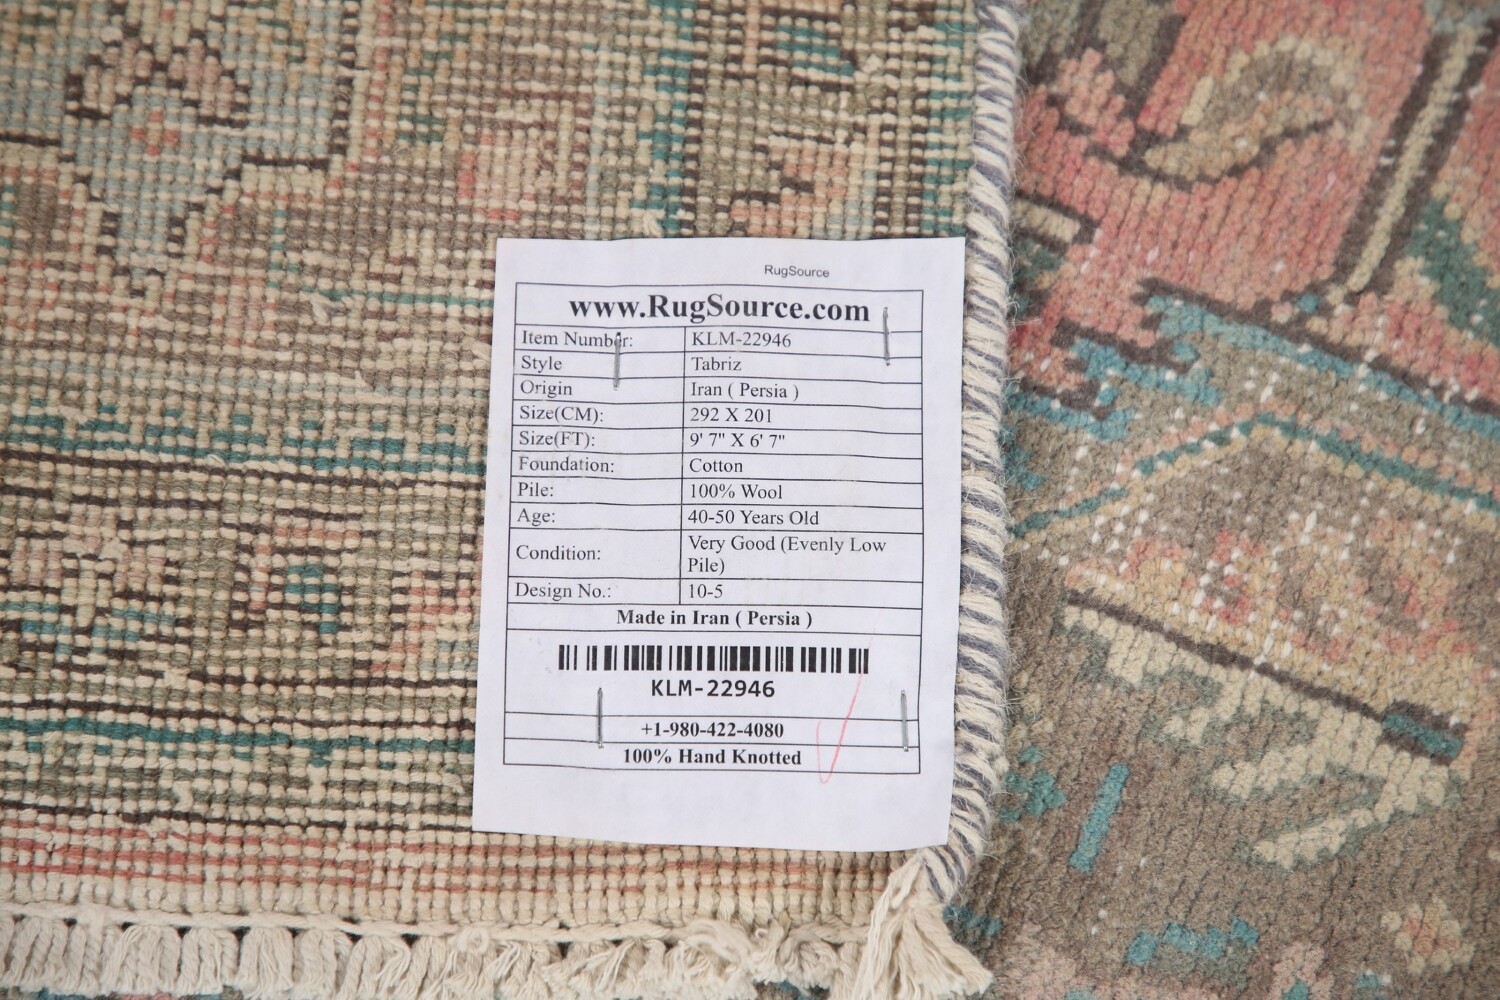 RugSource
www.RugSource.com
Item Number: KLM-22946
Style Tabriz
Origin Iran ( Persia )
Size(CM): 292 X 201
Size(FT): 9' 7" X 6' 7"
Foundation: Cotton
Pile: 100% Wool
Age: 40-50 Years Old
Condition: Very Good (Evenly Low
Pile)
Design No.: 10-5
Made in Iran ( Persia )
KLM-22946
+1-980-422-4080
100% Hand Knotted